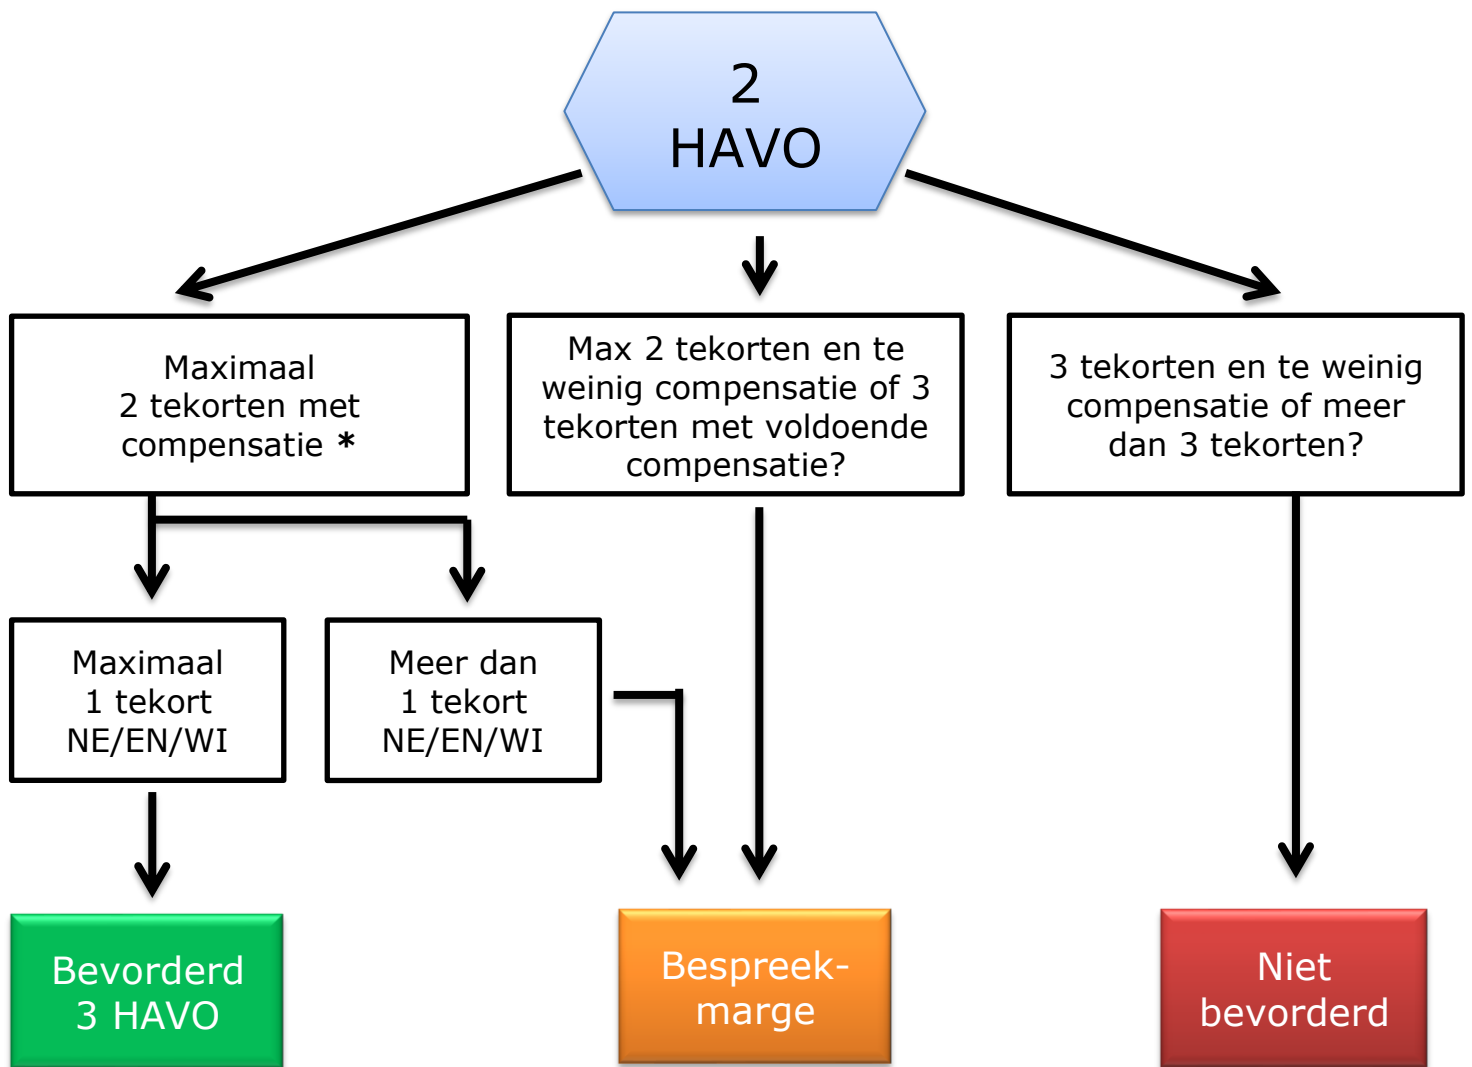 2
HAVO
Maximaal
2 tekorten met
compensatie *
Max 2 tekorten en te
weinig compensatie of 3
tekorten met voldoende
compensatie?
3 tekorten en te weinig
compensatie of meer
dan 3 tekorten?
Maximaal
1 tekort
NE/EN/WI
Meer dan
1 tekort
NE/EN/WI
Bevorderd
3 HAVO
Bespreek-
marge
Niet
bevorderd